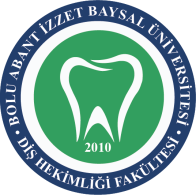 BOLU ABANT İZZET BAYSAL ÜNİVERSİTESİ
2010
• DİŞ HEKİMLİĞİ FAKÜLTESİ •